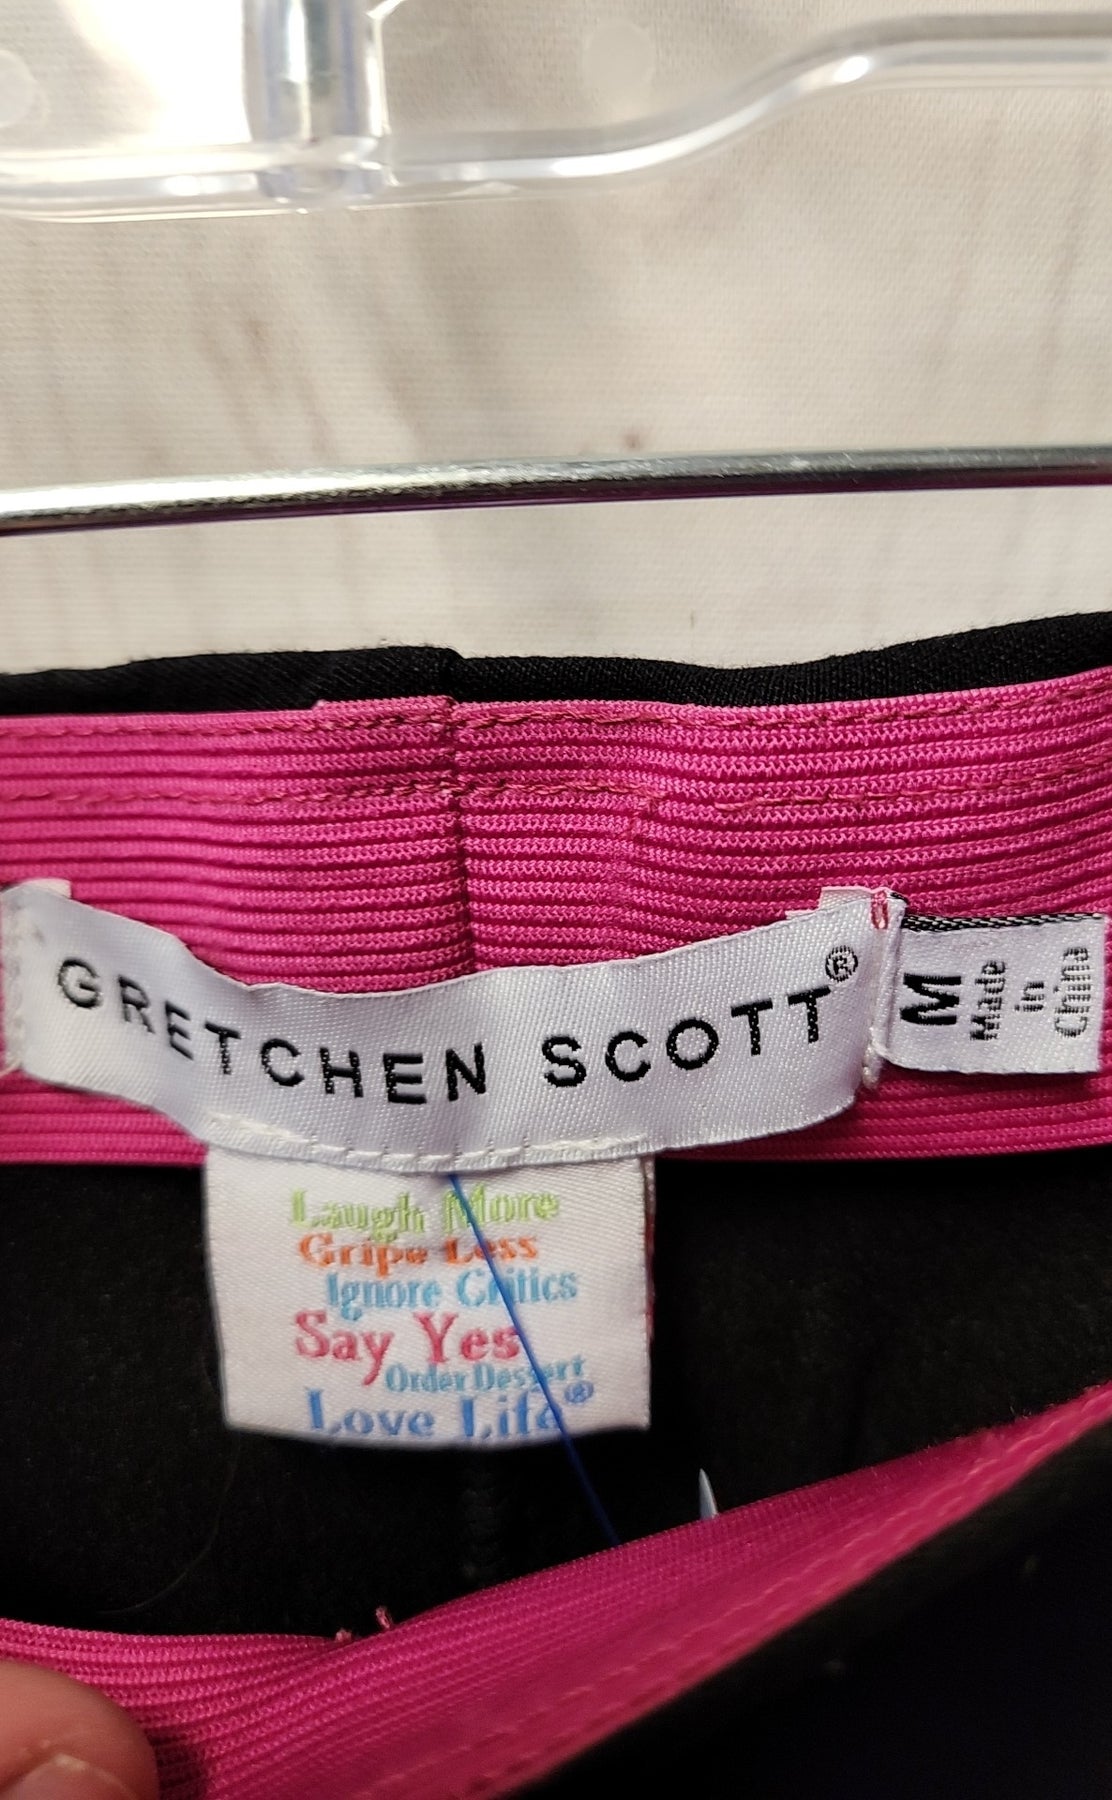 GRETCHEN SCOTT®
M
Made
in
China
Laugh More
Gripe Less
Ignore Critics
Say Yes
Order Dessert
Love Life®